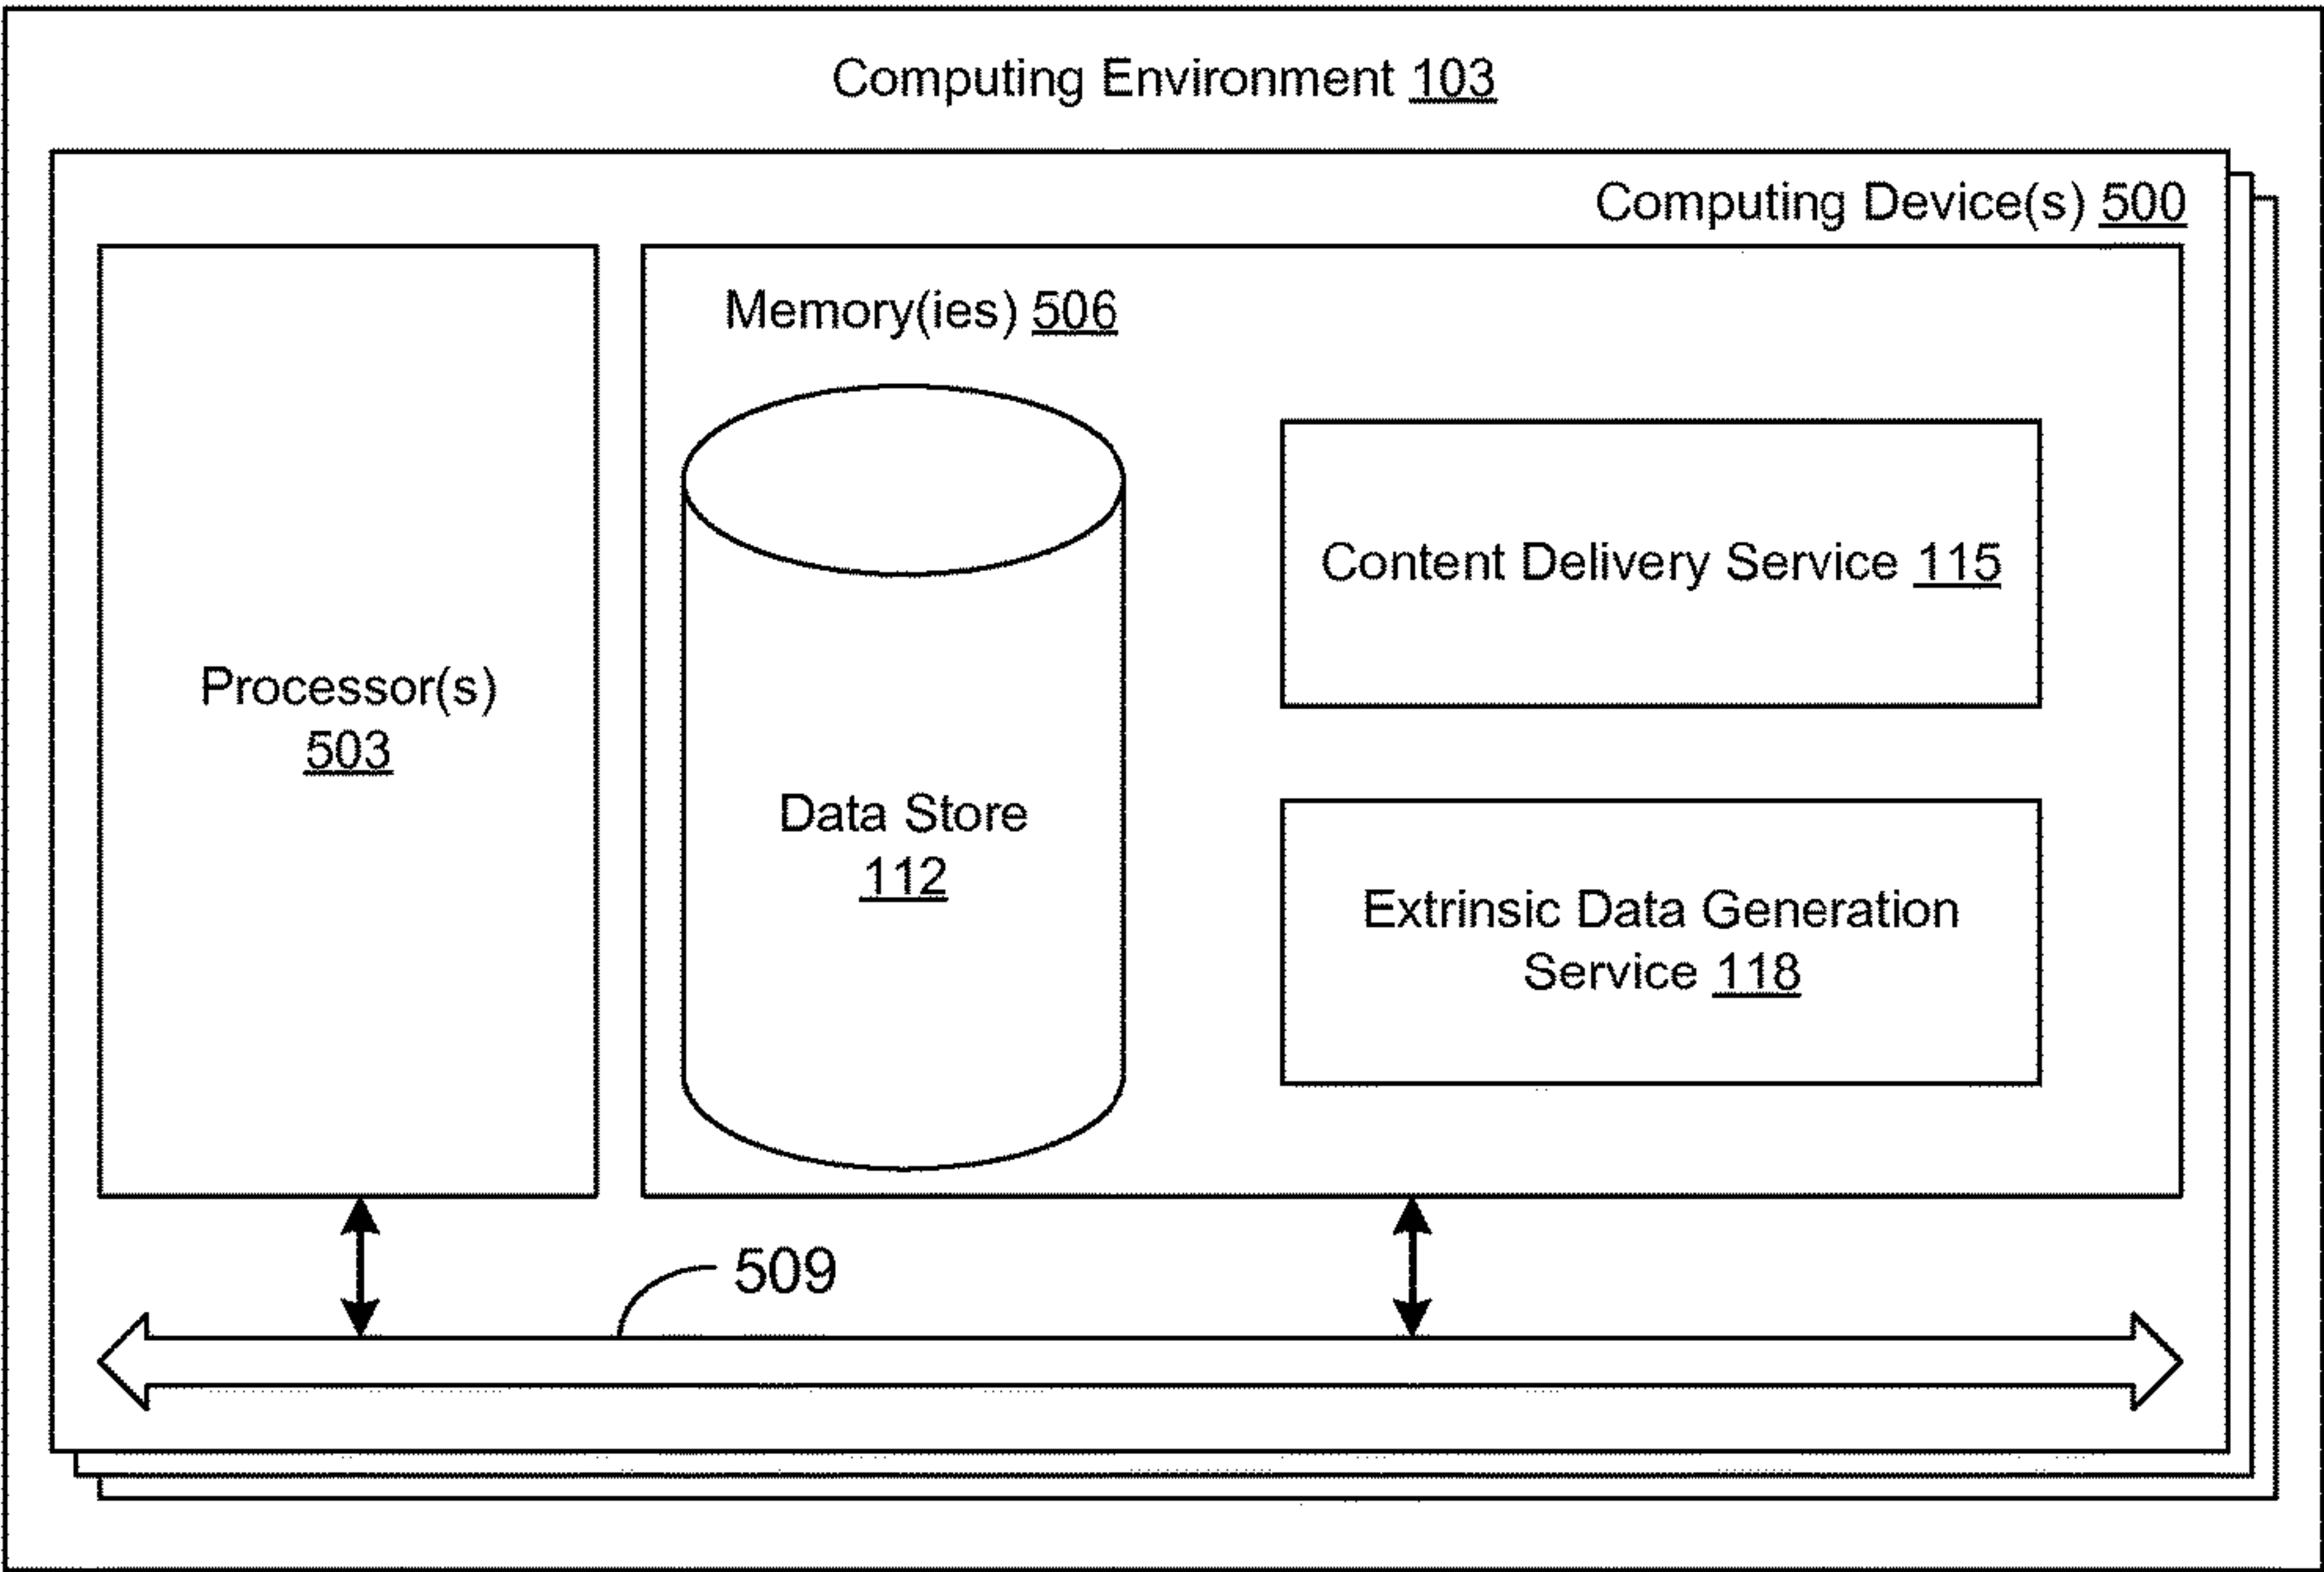 Computing Environment 103
Computing Device(s) 500
Memory(ies) 506
Content Delivery Service 115
Processor(s)
503
Data Store
112
Extrinsic Data Generation
Service 118
509